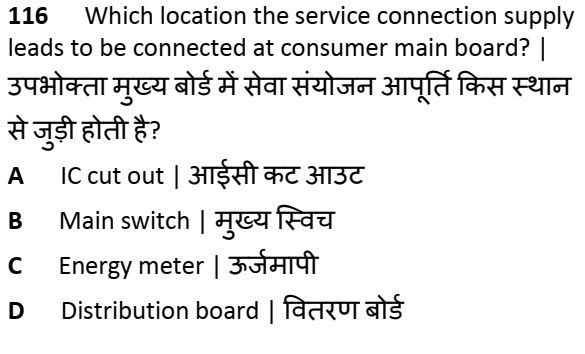 116 Which location the service connection supply
leads to be connected at consumer main board? |
उपभोक्ता मुख्य बोर्ड में सेवा संयोजन आपूर्ति किस स्थान
से जुड़ी होती है?
A IC cut out | आईसी कट आउट
B Main switch | मुख्य स्विच
C Energy meter | ऊर्जमापी
D Distribution board | वितरण बोर्ड